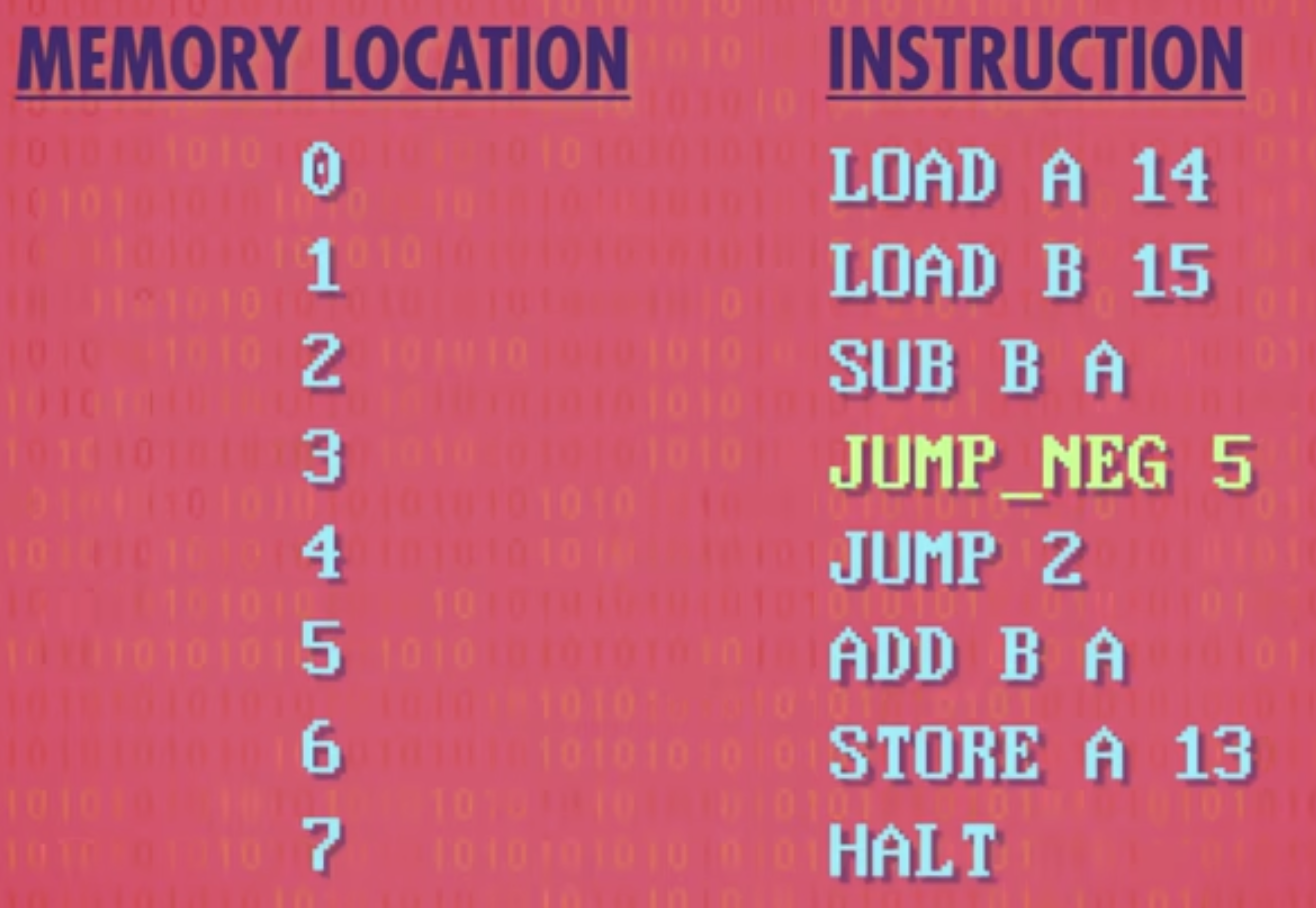 MEMORY LOCATION INSTRUCTION
0 LOAD A 14
1 LOAD B 15
2 SUB B A
3 JUMP_NEG 5
4 JUMP 2
5 ADD B A
6 STORE A 13
7 HALT